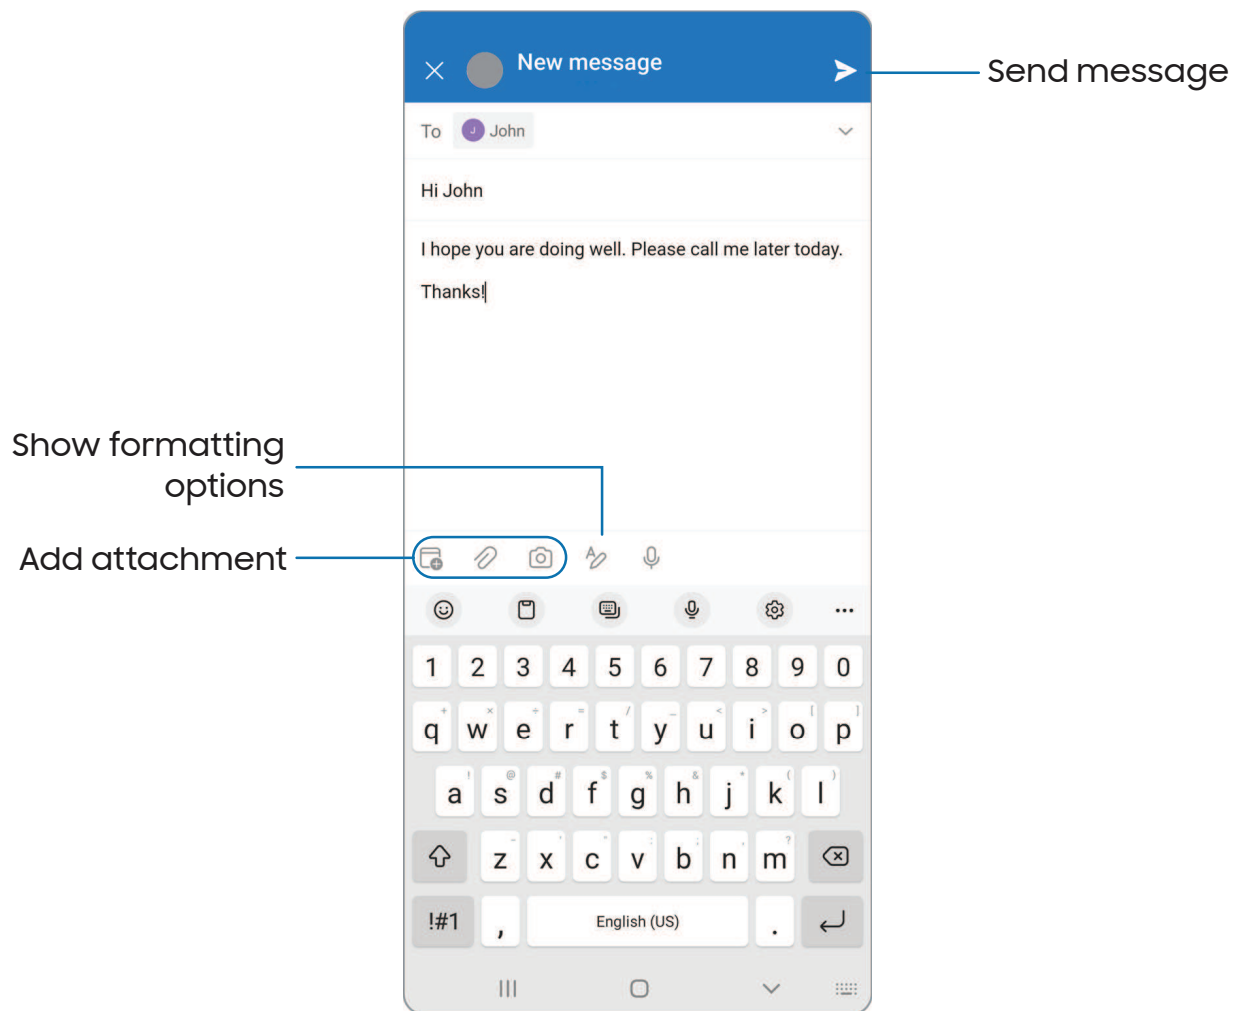 New message
Send message
To J John
Hi John
I hope you are doing well. Please call me later today.
Thanks!
Show formatting
options
Add attachment
1 2 3 4 5 6 7 8 9 0
+ × ÷ = / _ < > [ ]
q w e r t y u i o p
! @ # $ % & * ( )
a s d f g h j k l
- ' " : ; , ?
z x c v b n m
!#1 , English (US) .